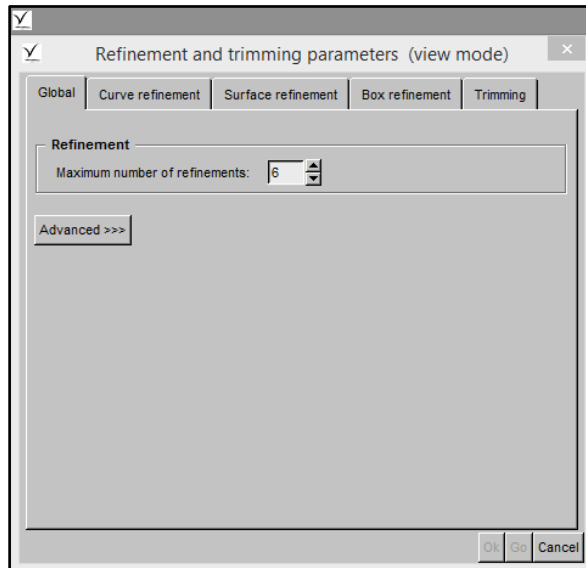 Refinement and trimming parameters (view mode)
Global Curve refinement Surface refinement Box refinement Trimming
Refinement
Maximum number of refinements: 6
Advanced >>>
Ok Go Cancel